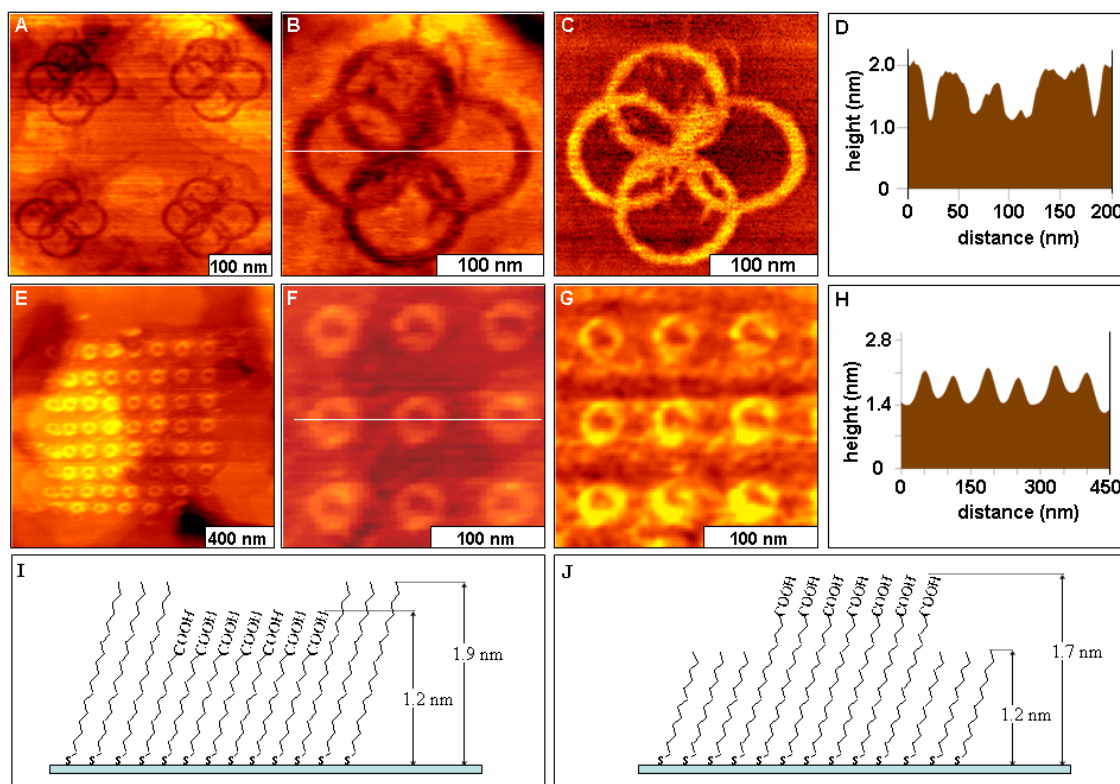 A
100 nm
B
100 nm
C
100 nm
D
height (nm)
2.0
1.0
0
0 50 100 150 200
distance (nm)
E
400 nm
F
100 nm
G
100 nm
H
height (nm)
2.8
1.4
0
0 150 300 450
distance (nm)
I
COOH COOH COOH COOH COOH COOH
1.9 nm
1.2 nm
S S S S S S S S S S S S
J
COOH COOH COOH COOH COOH COOH COOH
1.7 nm
1.2 nm
S S S S S S S S S S S S S